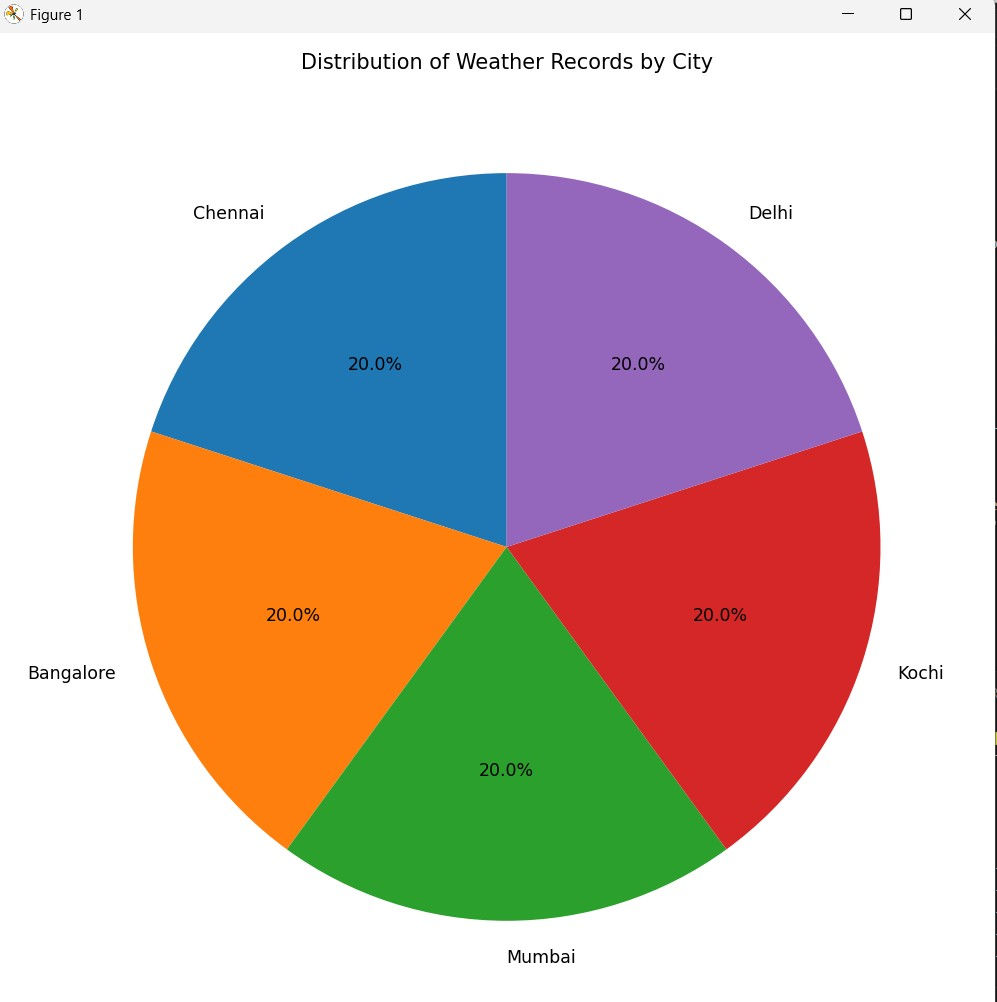 Figure 1
Distribution of Weather Records by City
Chennai
Delhi
20.0%
20.0%
20.0%
20.0%
Bangalore
Kochi
20.0%
Mumbai